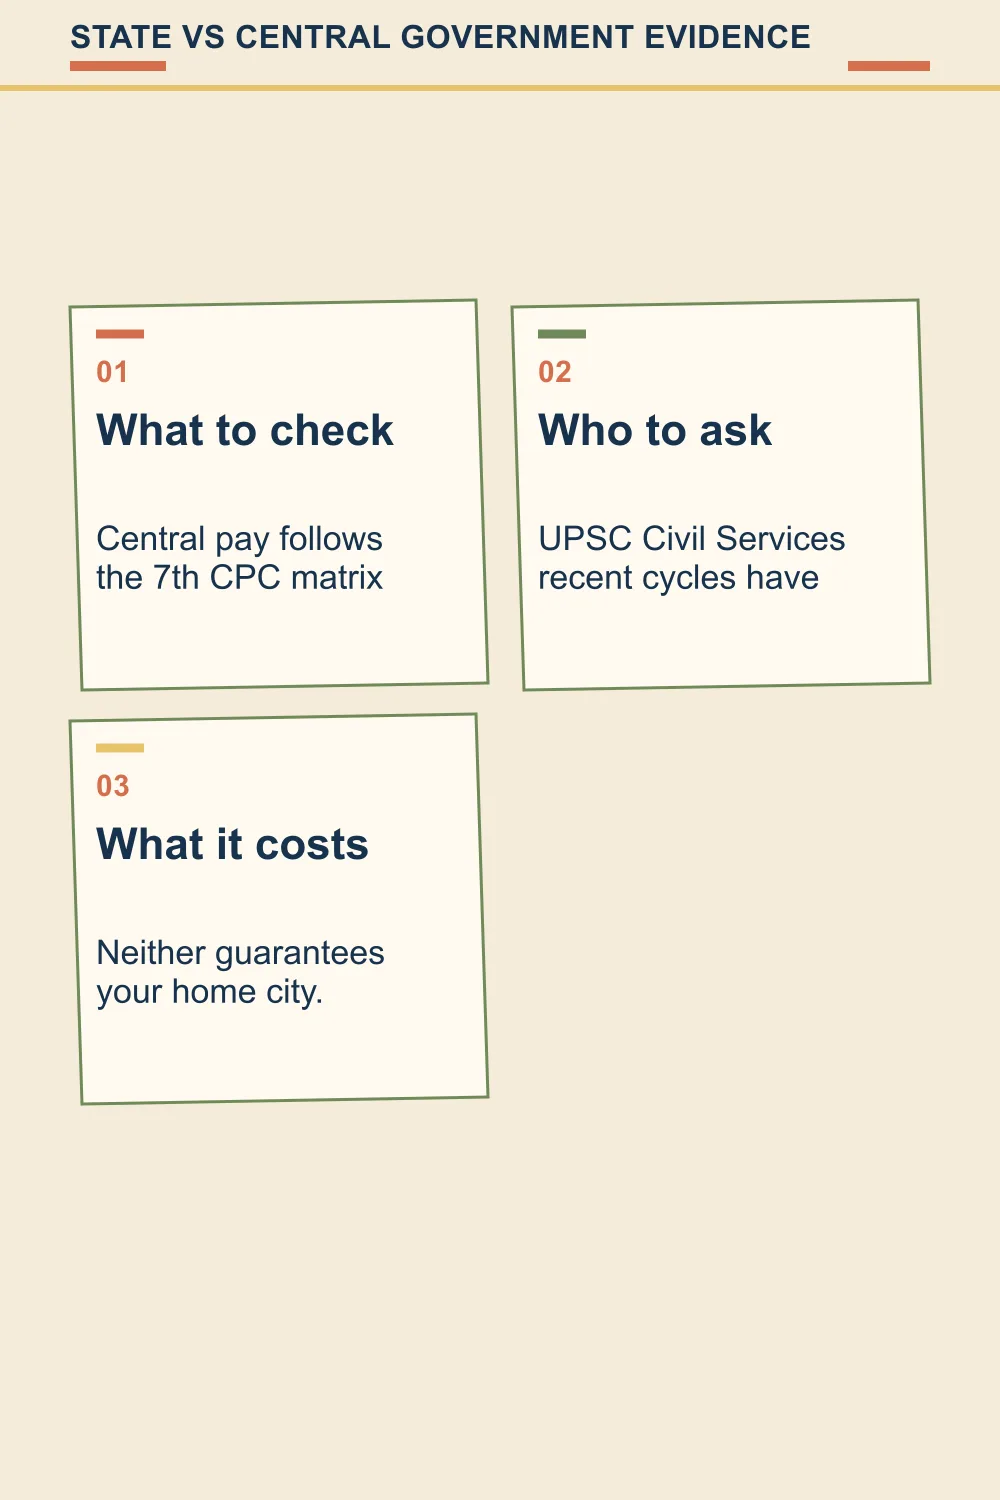 STATE VS CENTRAL GOVERNMENT EVIDENCE
01
What to check
Central pay follows
the 7th CPC matrix
02
Who to ask
UPSC Civil Services
recent cycles have
03
What it costs
Neither guarantees
your home city.